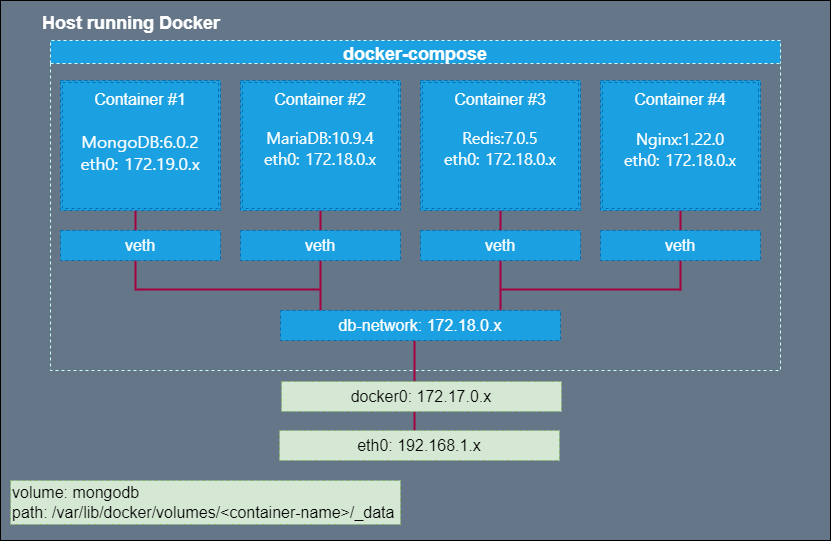 Host running Docker
docker-compose
Container #1
MongoDB:6.0.2
eth0: 172.19.0.x
Container #2
MariaDB:10.9.4
eth0: 172.18.0.x
Container #3
Redis:7.0.5
eth0: 172.18.0.x
Container #4
Nginx:1.22.0
eth0: 172.18.0.x
veth
veth
veth
veth
db-network: 172.18.0.x
docker0: 172.17.0.x
eth0: 192.168.1.x
volume: mongodb
path: /var/lib/docker/volumes/<container-name>/_data